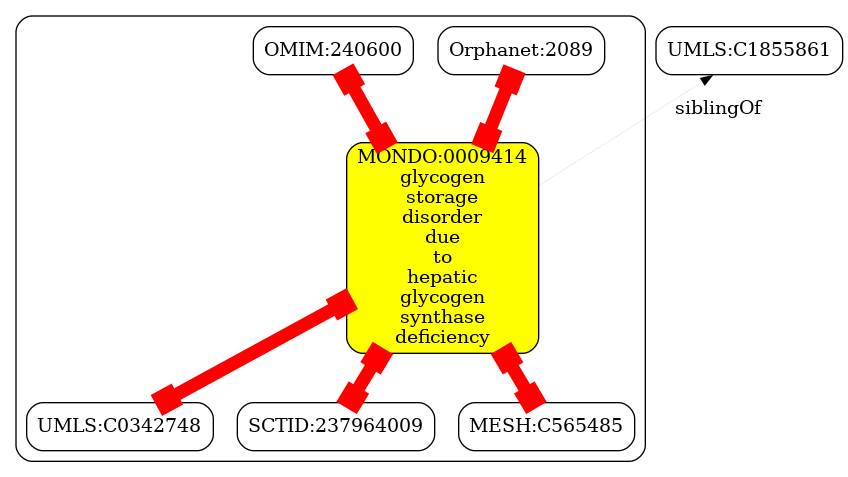 OMIM:240600
Orphanet:2089
UMLS:C1855861
siblingOf
MONDO:0009414
glycogen
storage
disorder
due
to
hepatic
glycogen
synthase
deficiency
UMLS:C0342748
SCTID:237964009
MESH:C565485